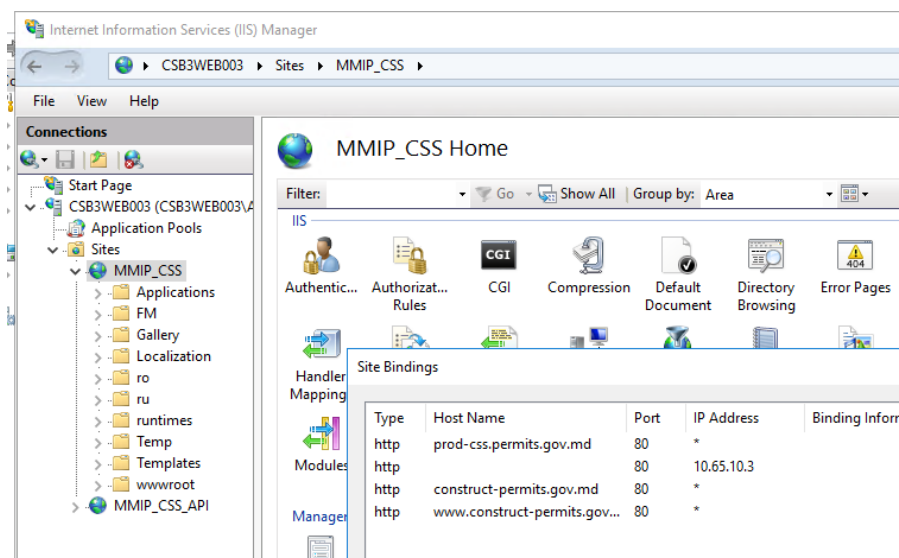 Internet Information Services (IIS) Manager
CSB3WEB003 Sites MMIP_CSS
File View Help
Connections
Start Page
CSB3WEB003 (CSB3WEB003\A
Application Pools
Sites
MMIP_CSS
Applications
FM
Gallery
Localization
ro
ru
runtimes
Temp
Templates
wwwroot
MMIP_CSS_API
MMIP_CSS Home
Filter: Go Show All Group by: Area
IIS
CGI 404
Authentic... Authorizat... CGI Compression Default Directory Error Pages
Rules Document Browsing
Handler
Mapping
Modules
Manager
Site Bindings
Type Host Name Port IP Address Binding Inforr
http prod-css.permits.gov.md 80 *
http 80 10.65.10.3
http construct-permits.gov.md 80 *
http www.construct-permits.gov... 80 *